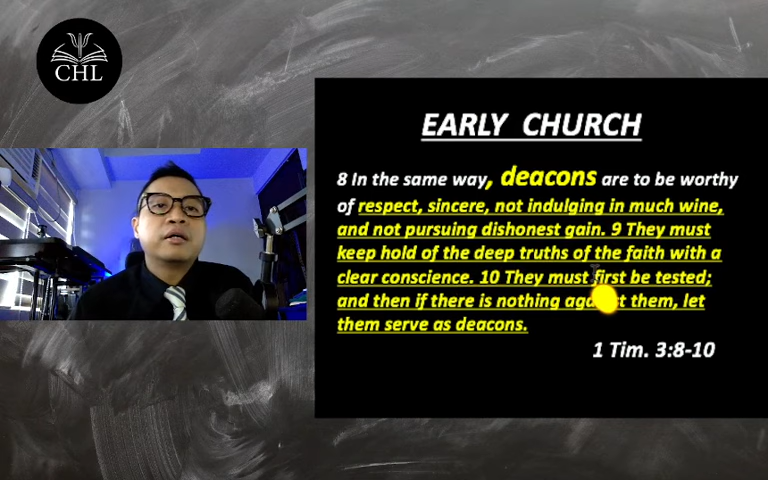 CHL
EARLY CHURCH
8 In the same way, deacons are to be worthy
of respect, sincere, not indulging in much wine,
and not pursuing dishonest gain. 9 They must
keep hold of the deep truths of the faith with a
clear conscience. 10 They must first be tested;
and then if there is nothing against them, let
them serve as deacons.
1 Tim. 3:8-10